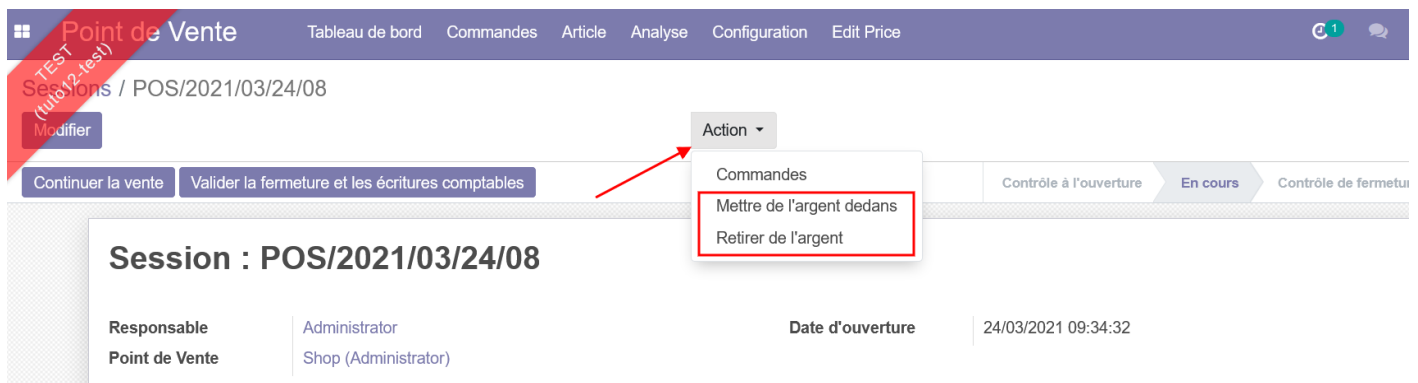 Point de Vente Tableau de bord Commandes Article Analyse Configuration Edit Price 1
TEST
(tuto12-test)
Sessions / POS/2021/03/24/08
Modifier Action
Continuer la vente Valider la fermeture et les écritures comptables Commandes Contrôle à l'ouverture En cours Contrôle de fermetur
Mettre de l'argent dedans
Retirer de l'argent
Session : POS/2021/03/24/08
Responsable Administrator Date d'ouverture 24/03/2021 09:34:32
Point de Vente Shop (Administrator)